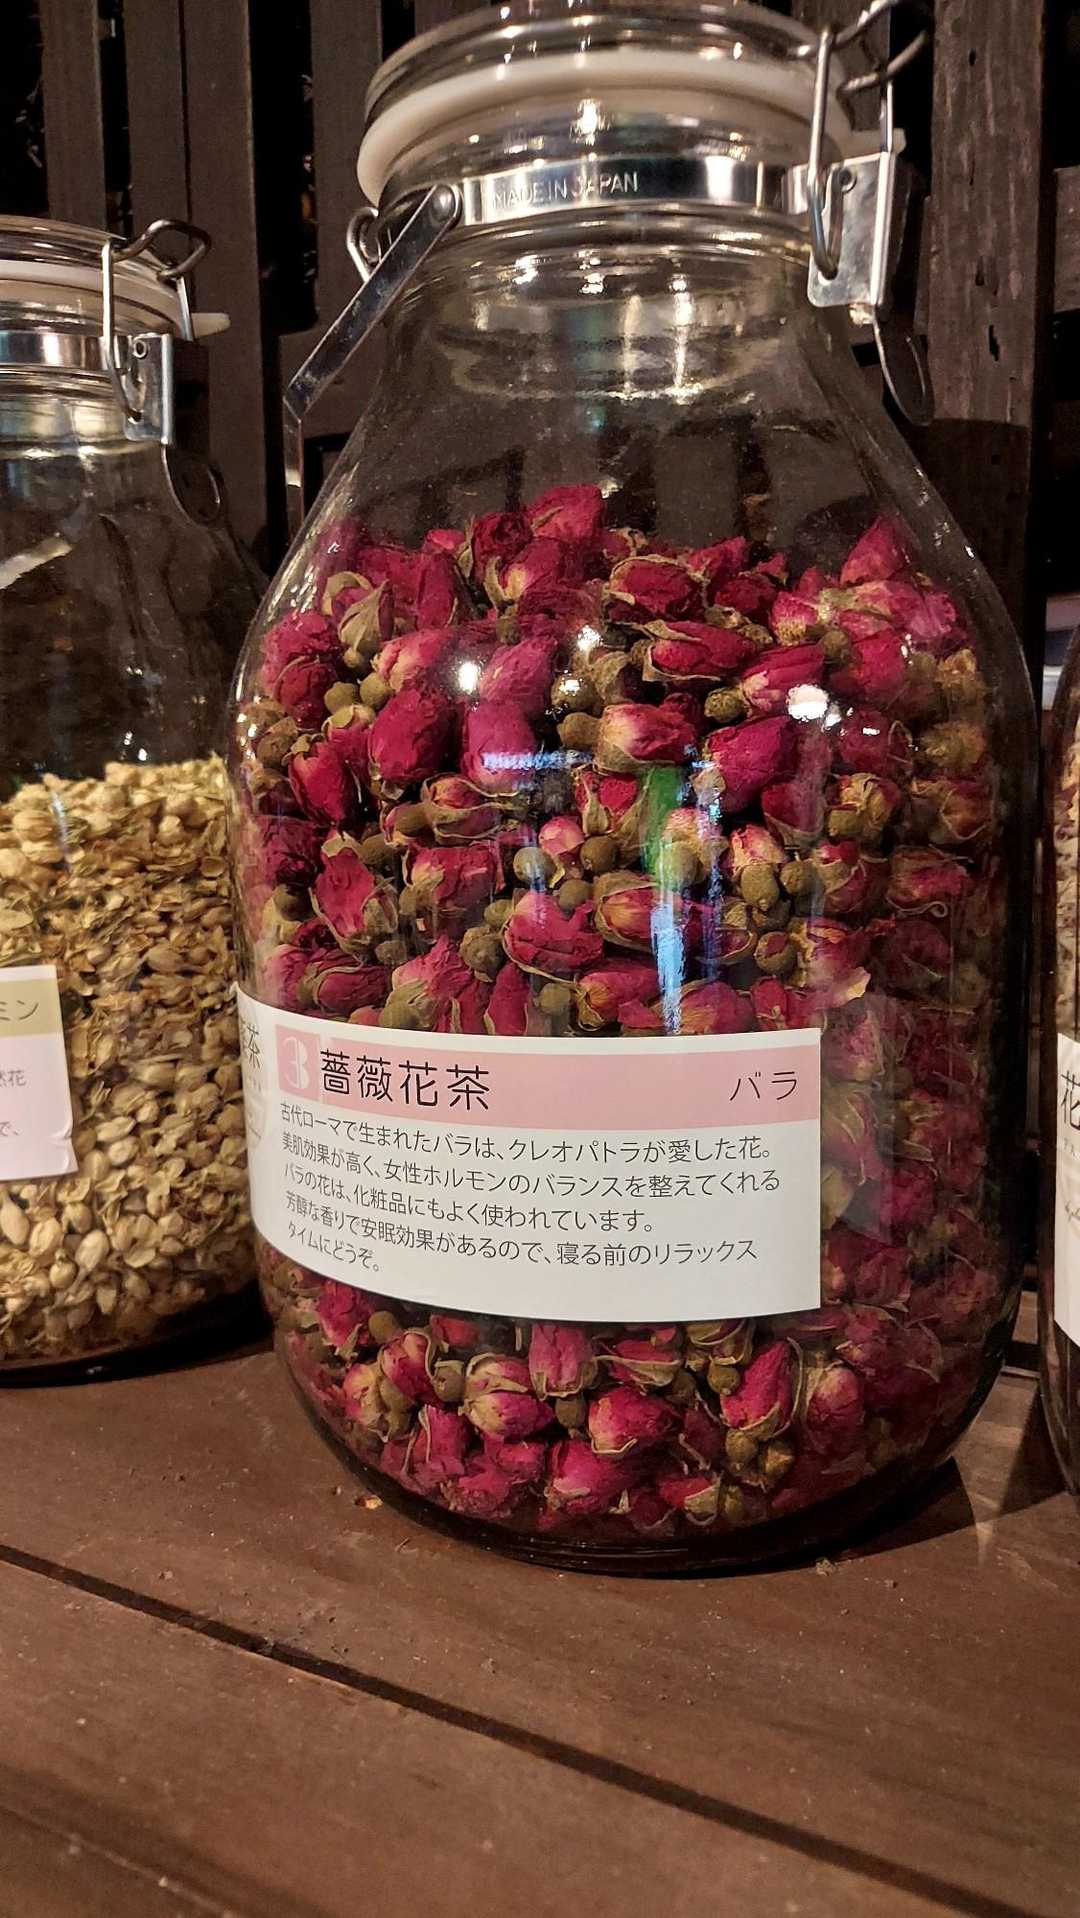 MADE IN JAPAN
ミン
花
で、
茶
3 薔薇花茶 バラ
古代ローマで生まれたバラは、クレオパトラが愛した花。
美肌効果が高く、女性ホルモンのバランスを整えてくれる
バラの花は、化粧品にもよく使われています。
芳醇な香りで安眠効果があるので、寝る前のリラックス
タイムにどうぞ。
花